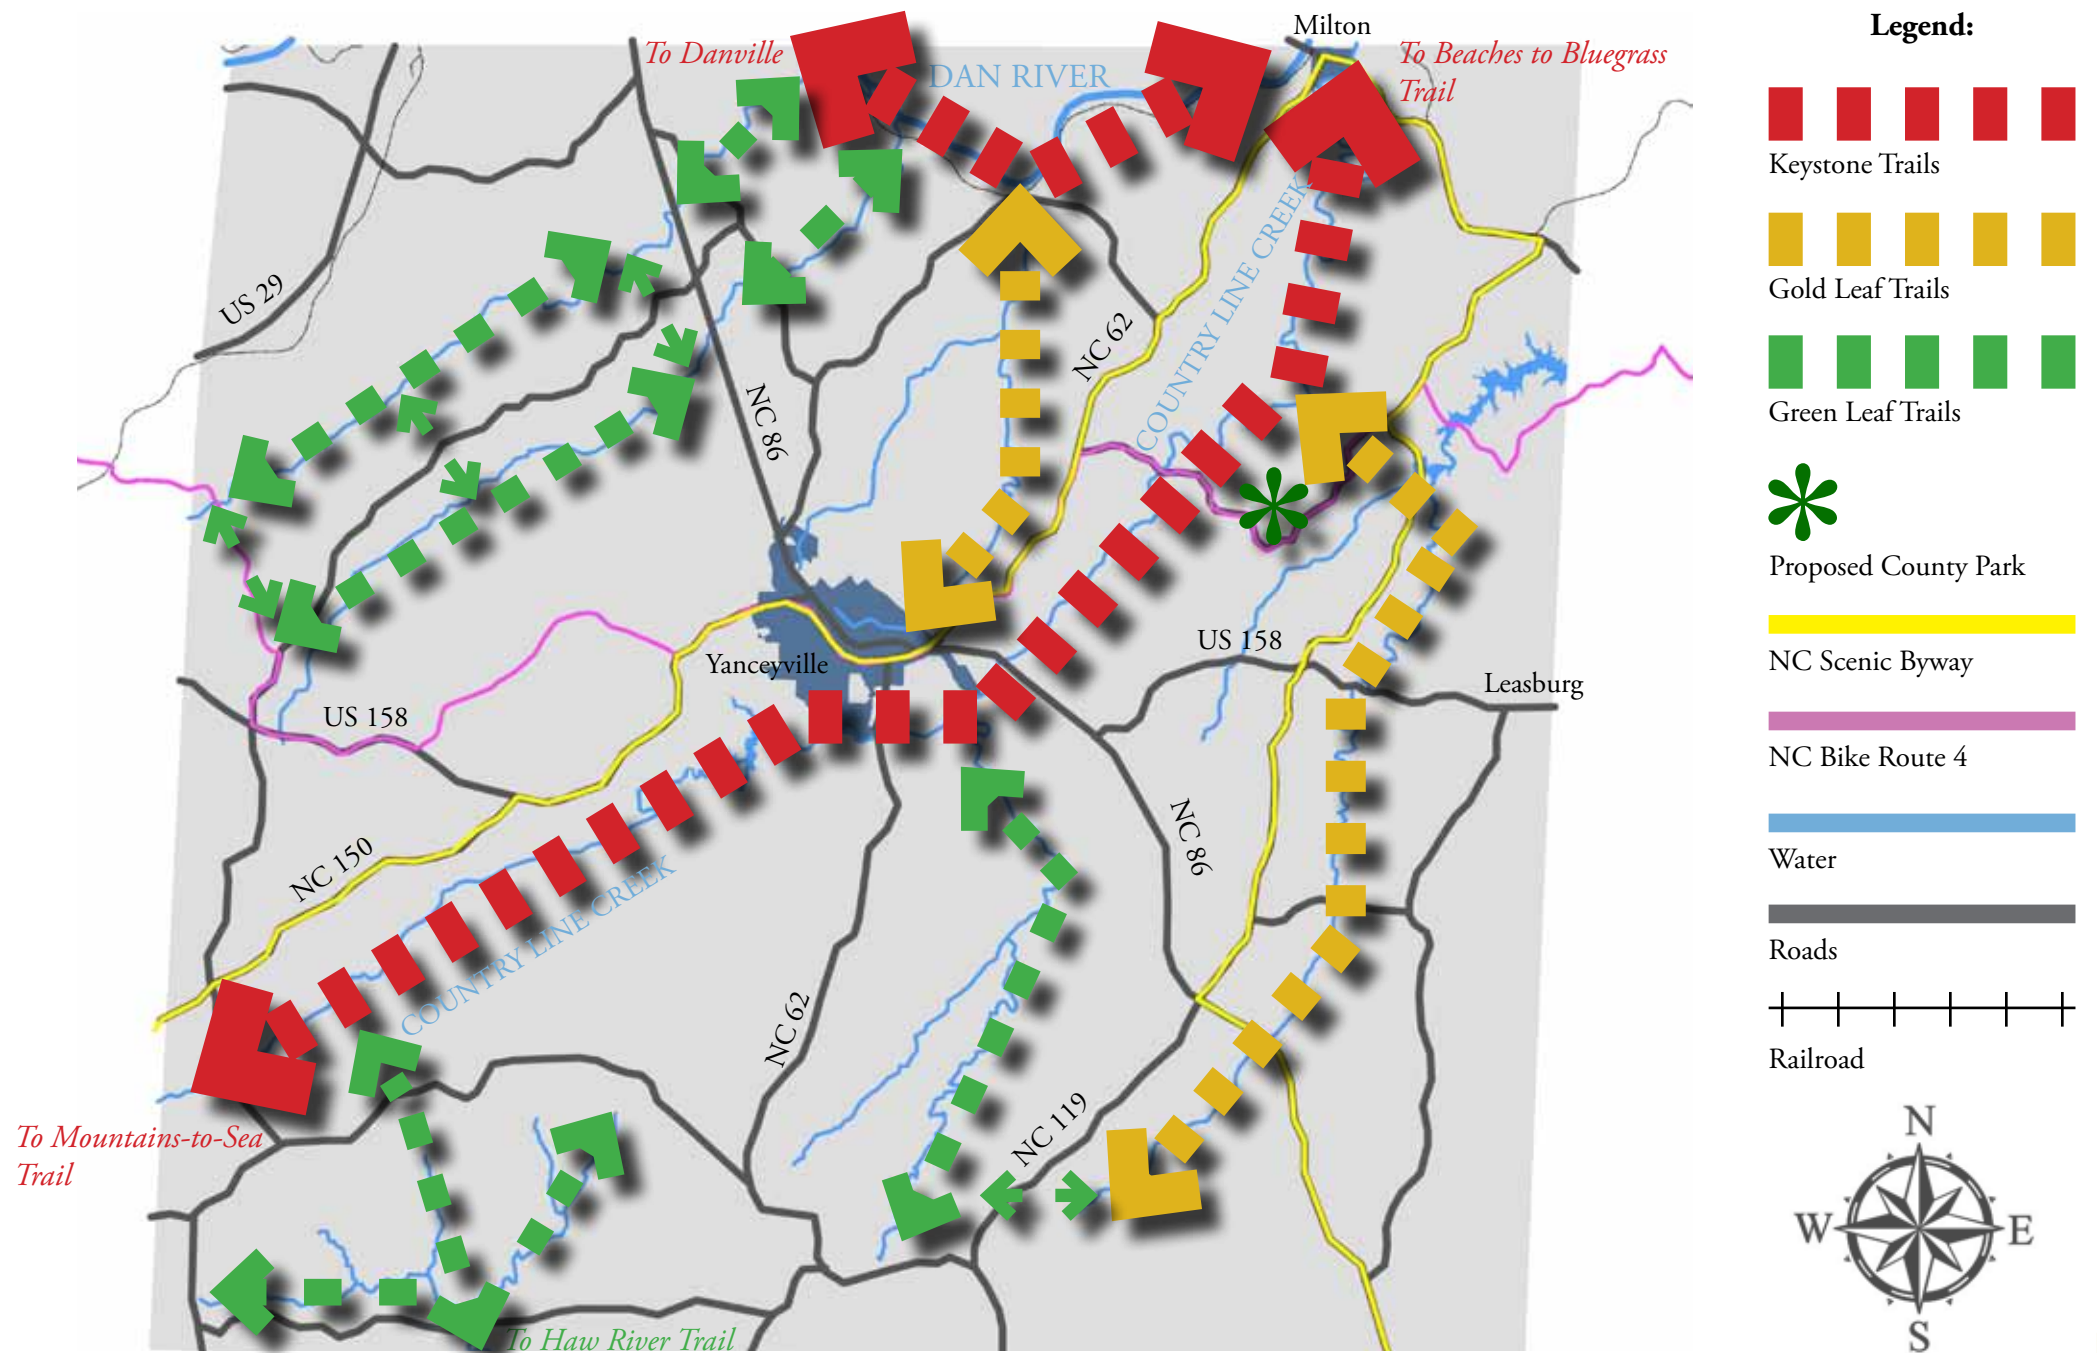 Milton
To Danville
DAN RIVER
To Beaches to Bluegrass
Trail
US 29
NC 62
COUNTRY LINE CREEK
NC 86
US 158
Leasburg
Yanceyville
US 158
NC 150
NC 86
COUNTRY LINE CREEK
NC 62
NC 119
To Mountains-to-Sea
Trail
To Haw River Trail
Legend:
Keystone Trails
Gold Leaf Trails
Green Leaf Trails
Proposed County Park
NC Scenic Byway
NC Bike Route 4
Water
Roads
Railroad
N
W
E
S